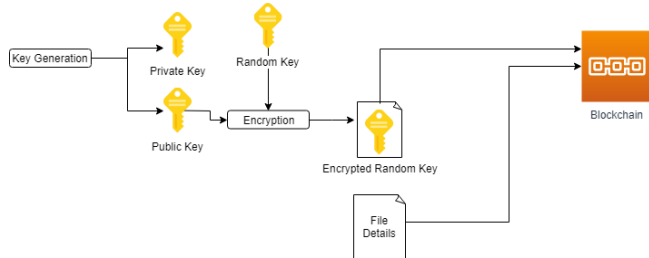 Key Generation
Private Key
Random Key
Public Key
Encryption
Encrypted Random Key
Blockchain
File
Details